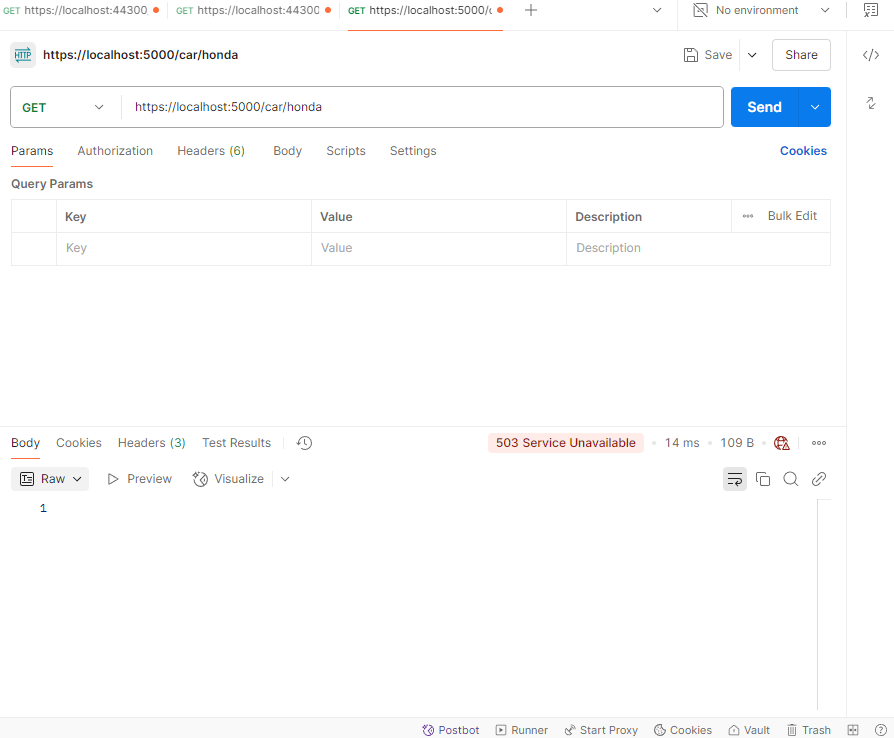 GET https://localhost:44300, GET https://localhost:44300 GET https://localhost:5000/c No environment
HTTP https://localhost:5000/car/honda Save Share
GET https://localhost:5000/car/honda Send
Params Authorization Headers (6) Body Scripts Settings Cookies
Query Params
Key Value Description Bulk Edit
Key Value Description
Body Cookies Headers (3) Test Results 503 Service Unavailable 14 ms 109 B
Raw Preview Visualize
1
Postbot Runner Start Proxy Cookies Vault Trash